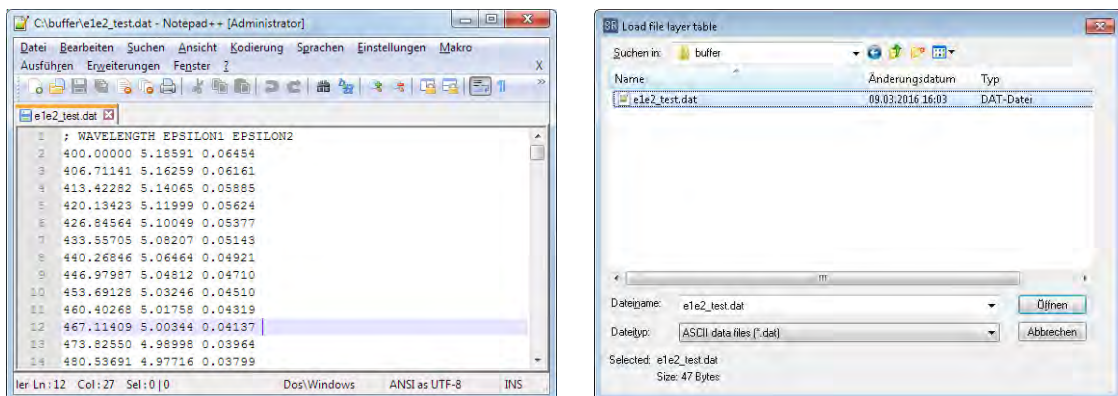 C:\buffer\e1e2_test.dat - Notepad++ [Administrator]
Datei Bearbeiten Suchen Ansicht Kodierung Sprachen Einstellungen Makro
Ausführen Erweiterungen Fenster ? X
e1e2_test.dat
1 ; WAVELENGTH EPSILON1 EPSILON2
2 400.00000 5.18591 0.06454
3 406.71141 5.16259 0.06161
4 413.42282 5.14065 0.05885
5 420.13423 5.11999 0.05624
6 426.84564 5.10049 0.05377
7 433.55705 5.08207 0.05143
8 440.26846 5.06464 0.04921
9 446.97987 5.04812 0.04710
10 453.69128 5.03246 0.04510
11 460.40268 5.01758 0.04319
12 467.11409 5.00344 0.04137
13 473.82550 4.98998 0.03964
14 480.53691 4.97716 0.03799
ler Ln : 12 Col : 27 Sel : 0 | 0 Dos\Windows ANSI as UTF-8 INS
SR Load file layer table
Suchen in: buffer
Name Änderungsdatum Typ
e1e2_test.dat 09.03.2016 16:03 DAT-Datei
Dateiname: e1e2_test.dat Öffnen
Dateityp: ASCII data files (*.dat) Abbrechen
Selected: e1e2_test.dat
Size: 47 Bytes